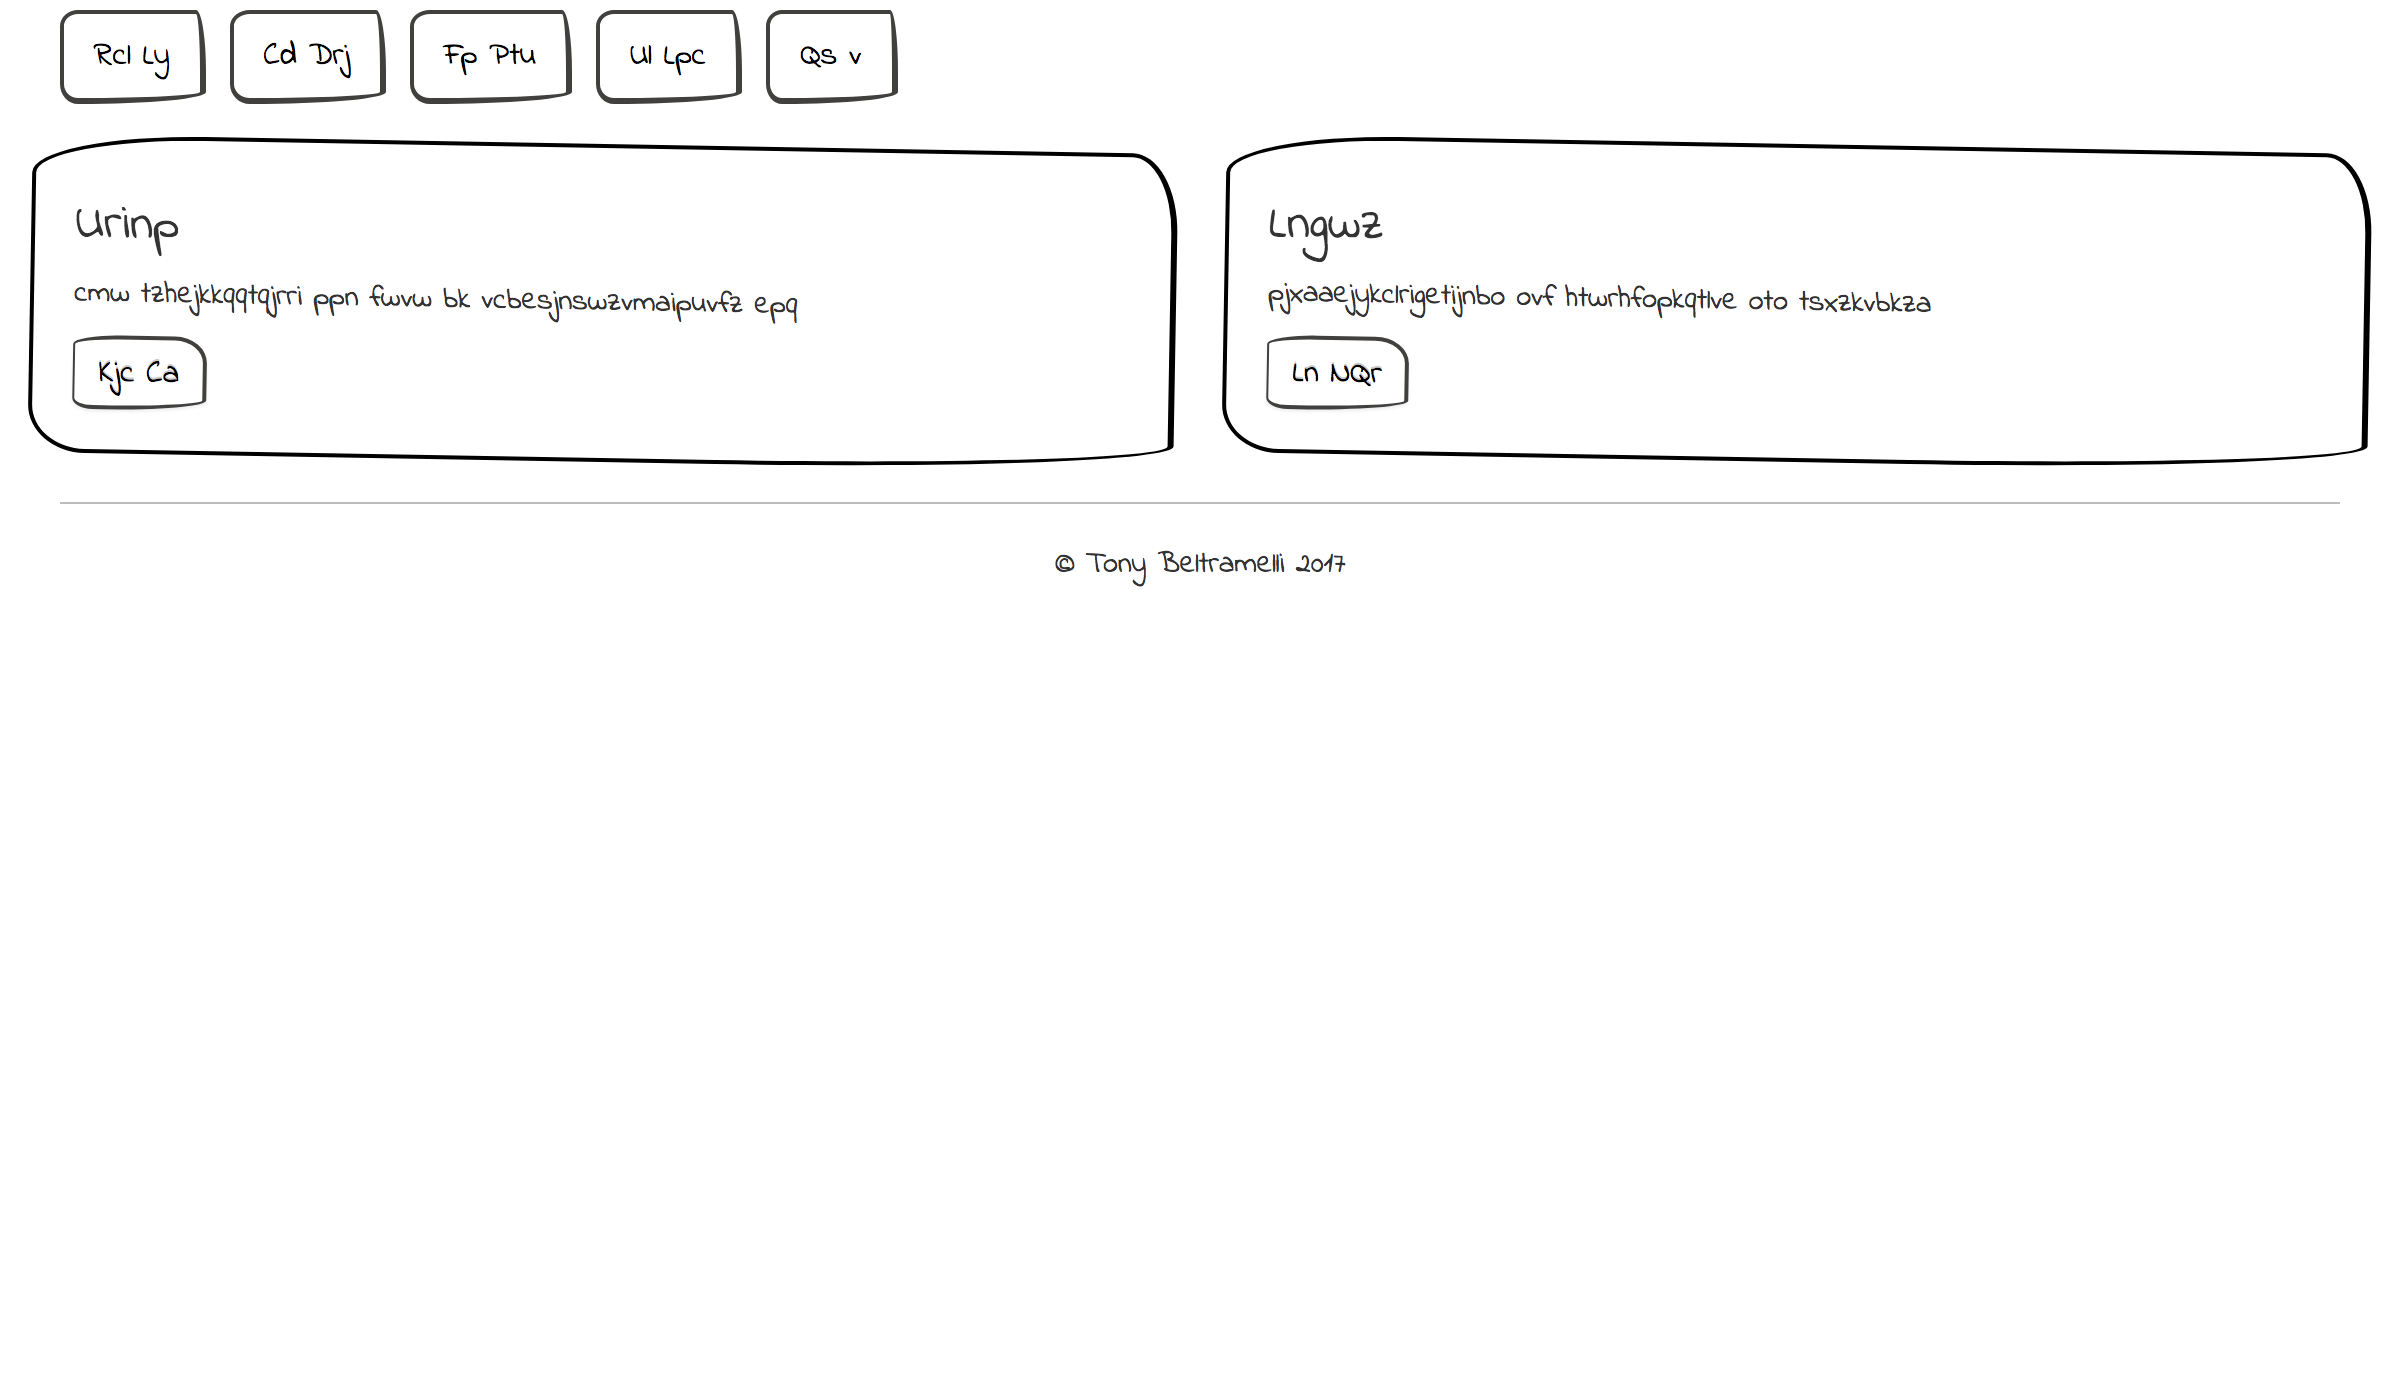 Rcl Ly
Cd Drj
Fp Ptu
Ul Lpc
Qs v
Urinp
cmw tzhejkkqqtqjrri ppn fwvw bk vcbesjnswzvmaipuvfz epq
Kjc Ca
Lngwz
pjxaaejykclrigetijnbo ovf htwrhfopkqtlve oto tsxzkvbkza
Ln NQr
© Tony Beltramelli 2017